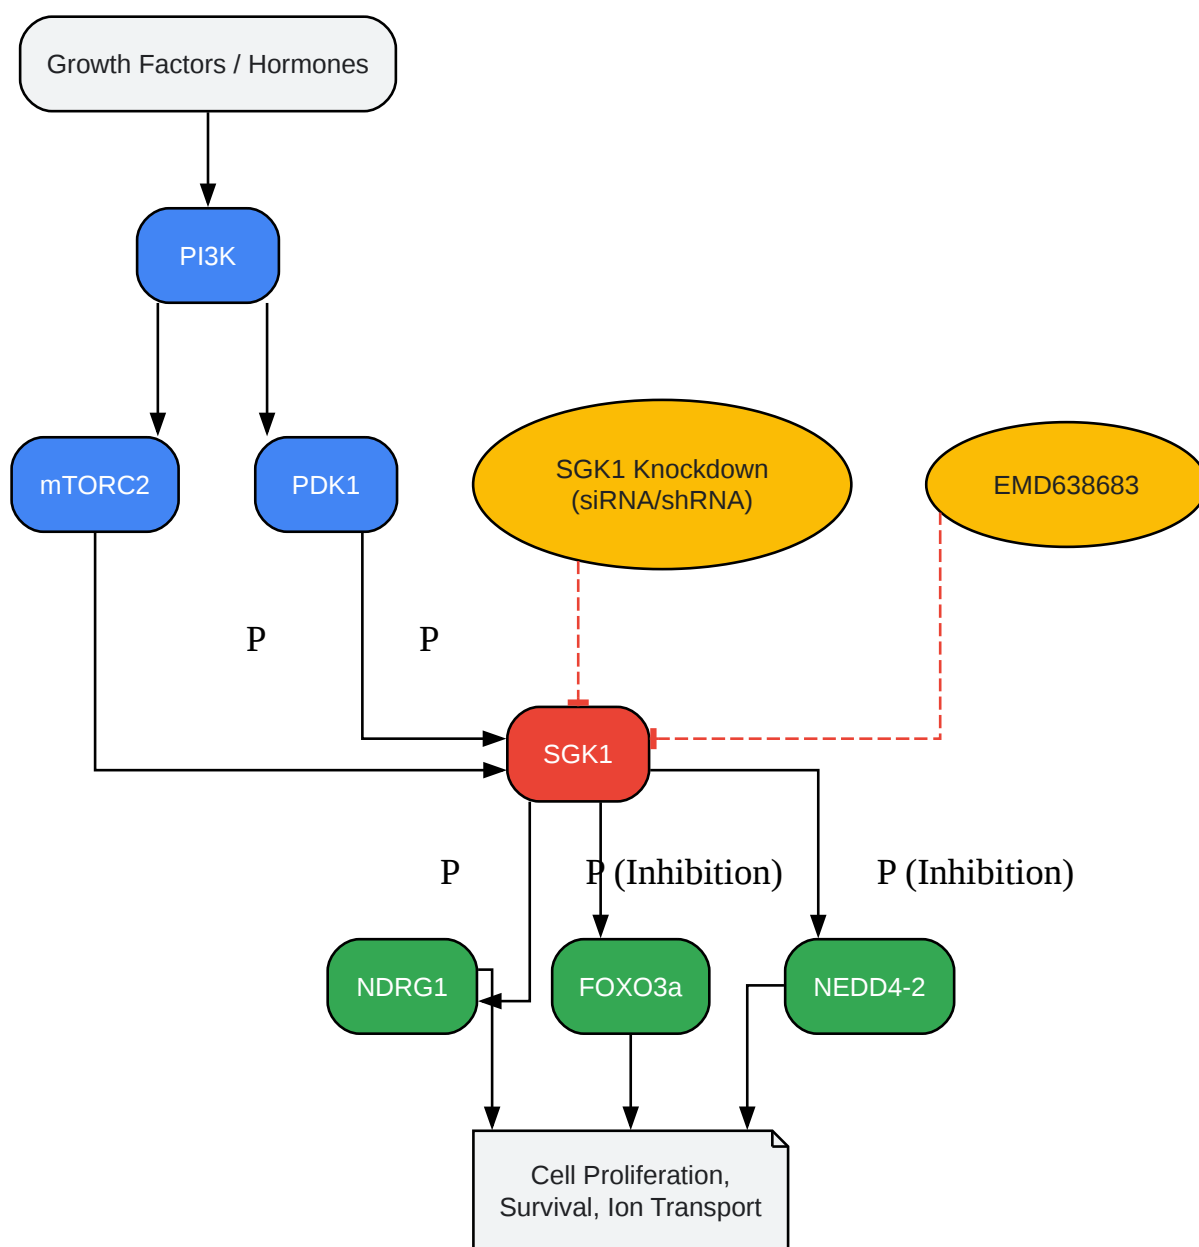 Growth Factors / Hormones
PI3K
mTORC2
PDK1
SGK1 Knockdown
(siRNA/shRNA)
EMD638683
P
P
SGK1
P
P (Inhibition)
P (Inhibition)
NDRG1
FOXO3a
NEDD4-2
Cell Proliferation,
Survival, Ion Transport